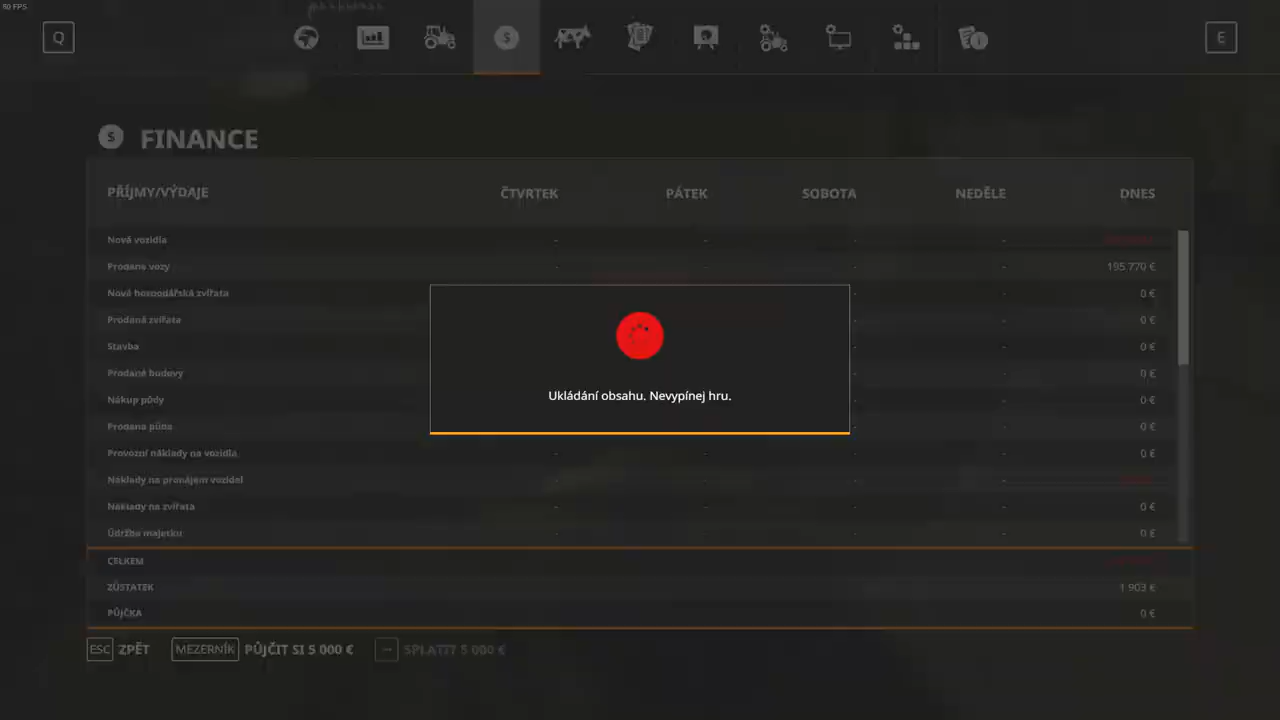 50 FPS
Q
E
FINANCE
PŘÍJMY/VÝDAJE ČTVRTEK PÁTEK SOBOTA NEDĚLE DNES
Nová vozidla - - - -
Prodané vozy - - - - 195 770 €
Nová hospodářská zvířata - 0 €
Prodaná zvířata - 0 €
Stavba - 0 €
Prodané budovy - 0 €
Nákup půdy - 0 €
Prodaná půda - 0 €
Provozní náklady na vozidla - - - - 0 €
Náklady na pronájem vozidel - - - -
Náklady na zvířata - - - - 0 €
Údržba majetku - - - - 0 €
Ukládání obsahu. Nevypínej hru.
CELKEM
ZŮSTATEK 1 903 €
PŮJČKA 0 €
ESC ZPĚT MEZERNÍK PŮJČIT SI 5 000 € SPLATIT 5 000 €